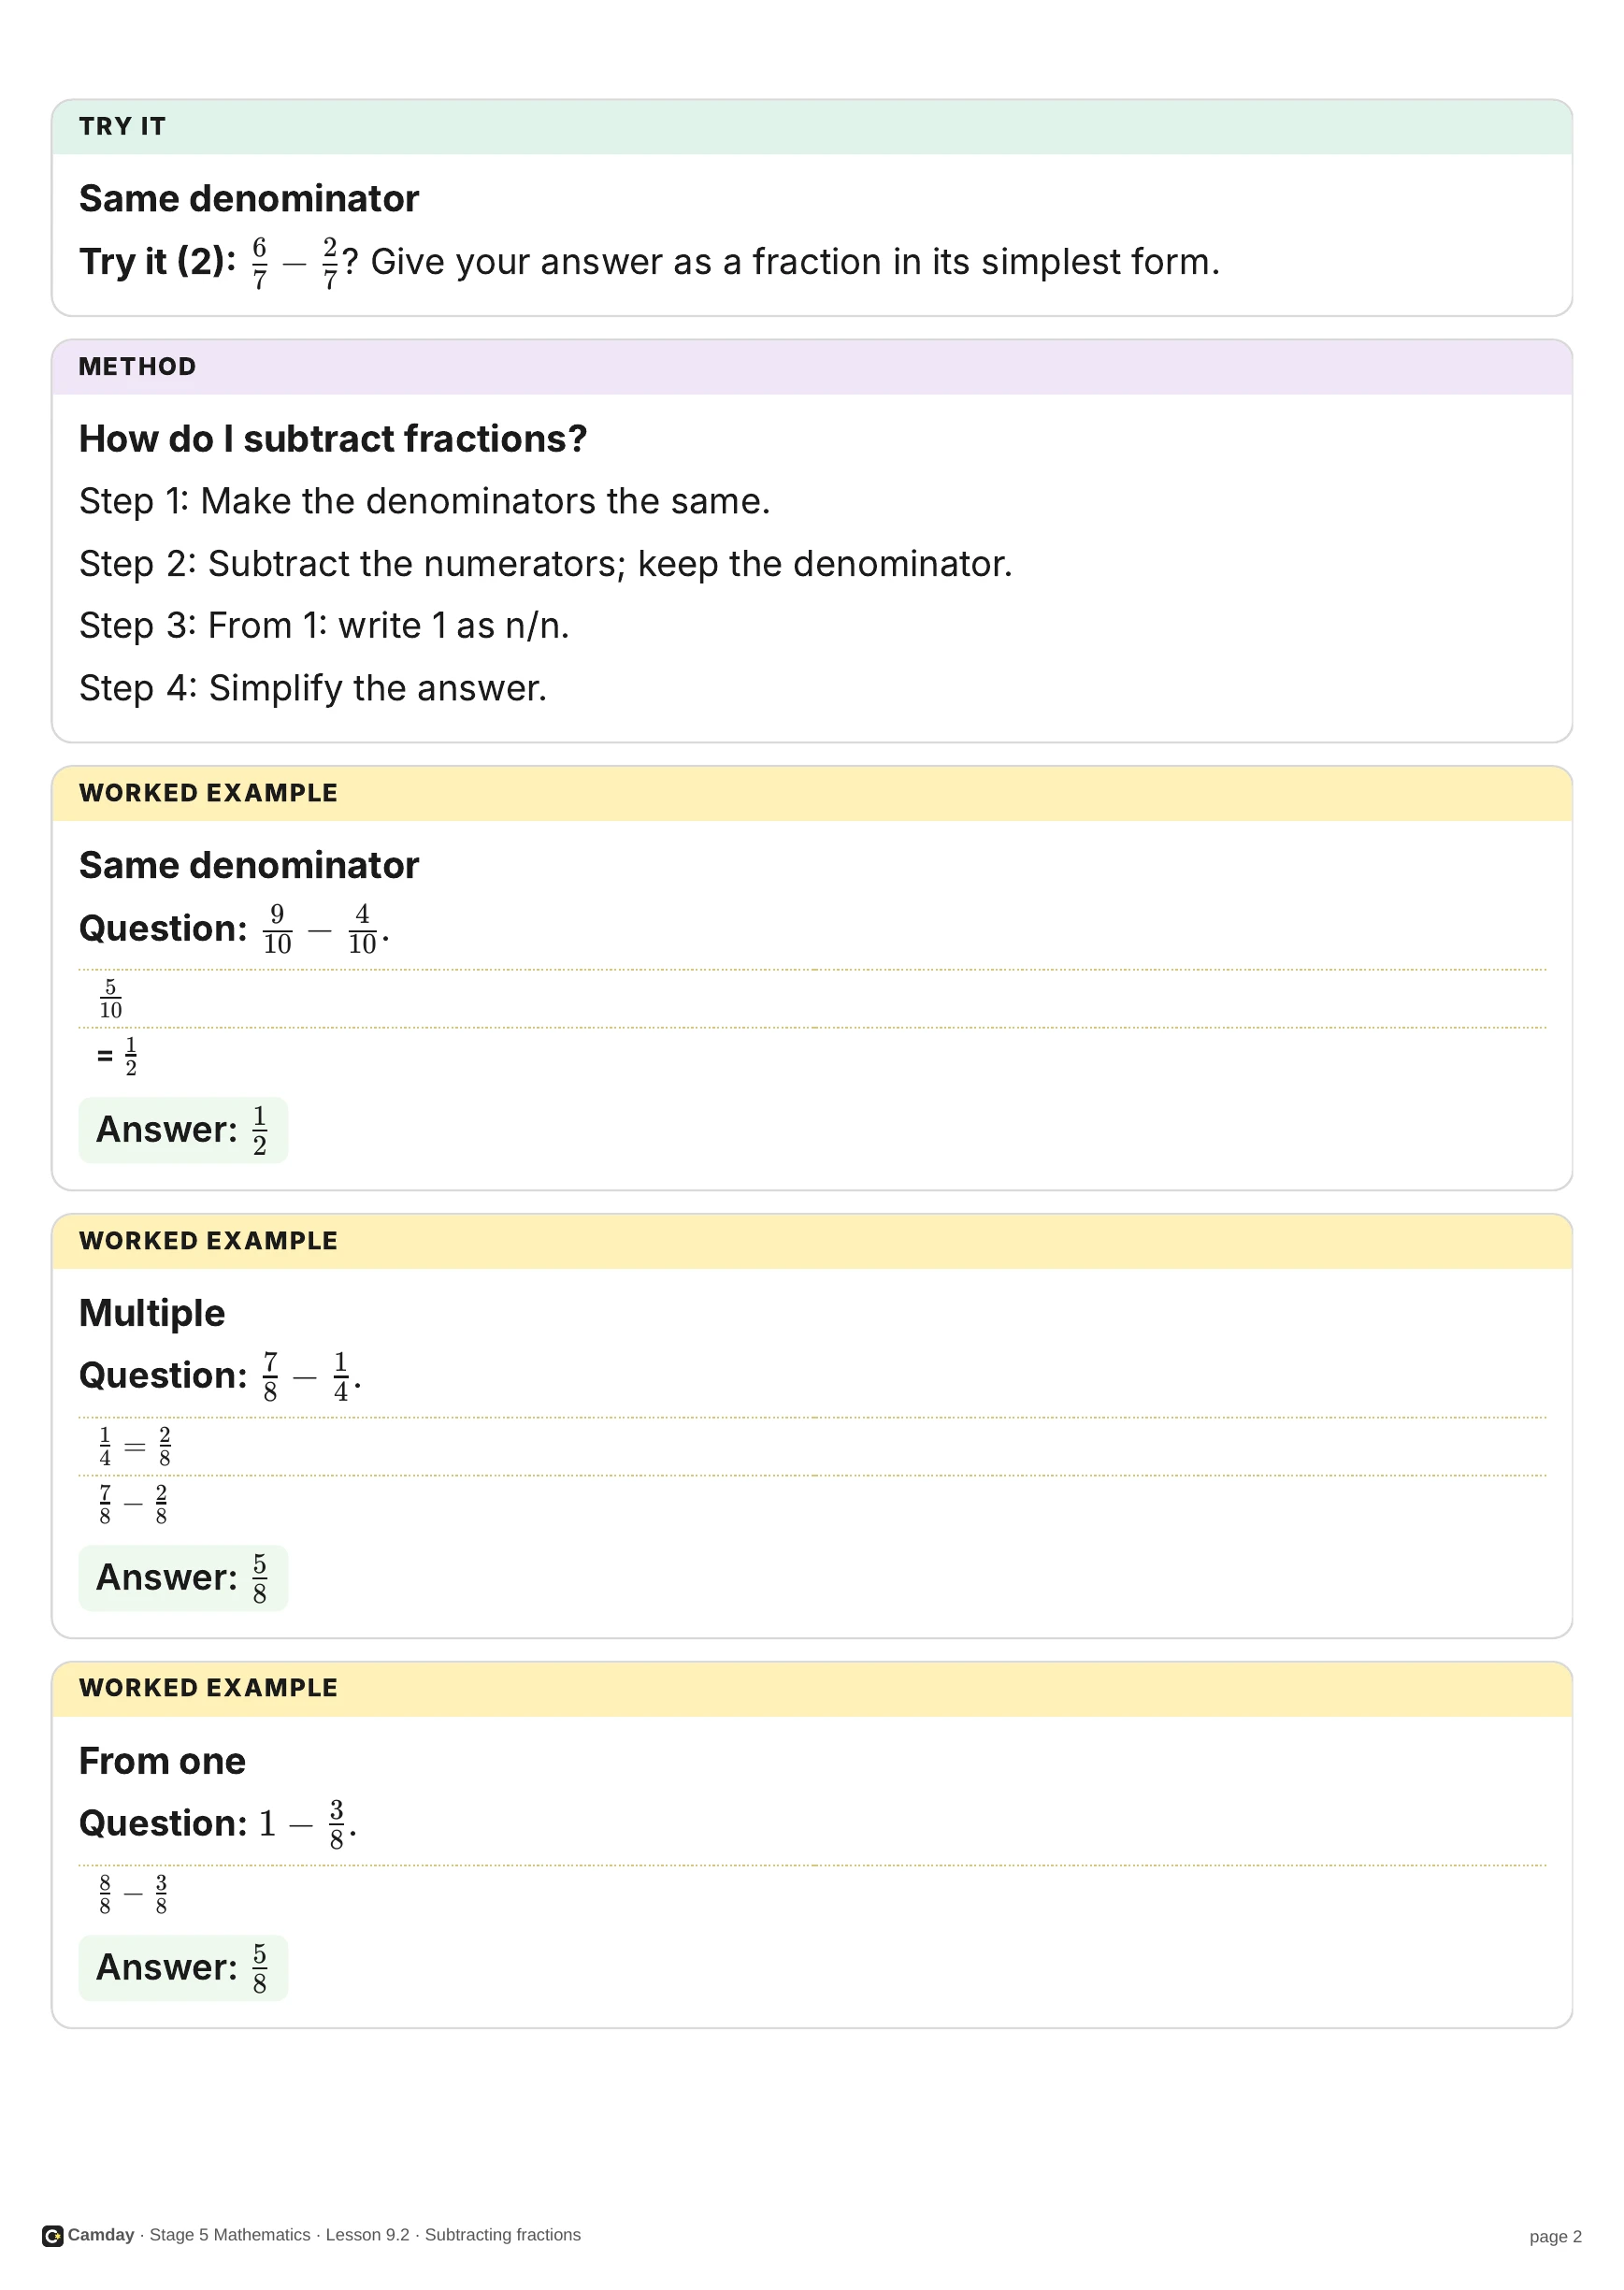 TRY IT
Same denominator
Try it (2): 6/7 − 2/7? Give your answer as a fraction in its simplest form.
METHOD
How do I subtract fractions?
Step 1: Make the denominators the same.
Step 2: Subtract the numerators; keep the denominator.
Step 3: From 1: write 1 as n/n.
Step 4: Simplify the answer.
WORKED EXAMPLE
Same denominator
Question: 9/10 − 4/10.
5/10
= 1/2
Answer: 1/2
WORKED EXAMPLE
Multiple
Question: 7/8 − 1/4.
1/4 = 2/8
7/8 − 2/8
Answer: 5/8
WORKED EXAMPLE
From one
Question: 1 − 3/8.
8/8 − 3/8
Answer: 5/8
Camday · Stage 5 Mathematics · Lesson 9.2 · Subtracting fractions
page 2